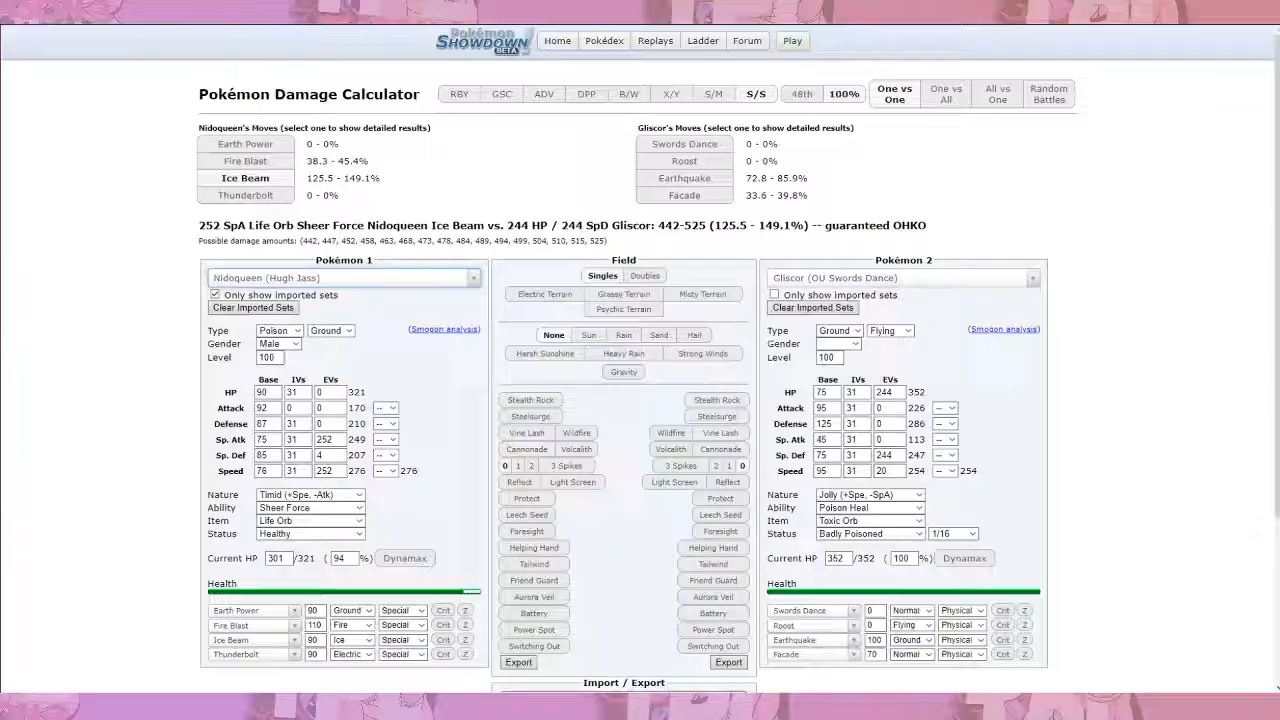 Pokémon
SHOWDOWN
BETA
Home Pokédex Replays Ladder Forum Play
Pokémon Damage Calculator RBY GSC ADV DPP B/W X/Y S/M S/S 48th 100% One vs One One vs All All vs One Random Battles
Nidoqueen's Moves (select one to show detailed results) Gliscor's Moves (select one to show detailed results)
Earth Power 0 - 0% Swords Dance 0 - 0%
Fire Blast 38.3 - 45.4% Roost 0 - 0%
Ice Beam 125.5 - 149.1% Earthquake 72.8 - 85.9%
Thunderbolt 0 - 0% Facade 33.6 - 39.8%
252 SpA Life Orb Sheer Force Nidoqueen Ice Beam vs. 244 HP / 244 SpD Gliscor: 442-525 (125.5 - 149.1%) -- guaranteed OHKO
Possible damage amounts: (442, 447, 452, 458, 463, 468, 473, 478, 484, 489, 494, 499, 504, 510, 515, 525)
Pokémon 1
Nidoqueen (Hugh Jass)
Only show imported sets
Clear Imported Sets
Type Poison Ground (Smogon analysis)
Gender Male
Level 100
Base IVs EVs
HP 90 31 0 321
Attack 92 0 0 170 --
Defense 87 31 0 210 --
Sp. Atk 75 31 252 249 --
Sp. Def 85 31 4 207 --
Speed 76 31 252 276 -- 276
Nature Timid (+Spe, -Atk)
Ability Sheer Force
Item Life Orb
Status Healthy
Current HP 301 /321 ( 94 %) Dynamax
Health
Earth Power 90 Ground Special Crit Z
Fire Blast 110 Fire Special Crit Z
Ice Beam 90 Ice Special Crit Z
Thunderbolt 90 Electric Special Crit Z
Field
Singles Doubles
Electric Terrain Grassy Terrain Misty Terrain
Psychic Terrain
None Sun Rain Sand Hail
Harsh Sunshine Heavy Rain Strong Winds
Gravity
Stealth Rock Stealth Rock
Steelsurge Steelsurge
Vine Lash Wildfire Wildfire Vine Lash
Cannonade Volcalith Volcalith Cannonade
0 1 2 3 Spikes 3 Spikes 2 1 0
Reflect Light Screen Light Screen Reflect
Protect Protect
Leech Seed Leech Seed
Foresight Foresight
Helping Hand Helping Hand
Tailwind Tailwind
Friend Guard Friend Guard
Aurora Veil Aurora Veil
Battery Battery
Power Spot Power Spot
Switching Out Switching Out
Export Export
Import / Export
Pokémon 2
Gliscor (OU Swords Dance)
Only show imported sets
Clear Imported Sets
Type Ground Flying (Smogon analysis)
Gender
Level 100
Base IVs EVs
HP 75 31 244 352
Attack 95 31 0 226 --
Defense 125 31 0 286 --
Sp. Atk 45 31 0 113 --
Sp. Def 75 31 244 247 --
Speed 95 31 20 254 -- 254
Nature Jolly (+Spe, -SpA)
Ability Poison Heal
Item Toxic Orb
Status Badly Poisoned 1/16
Current HP 352 /352 ( 100 %) Dynamax
Health
Swords Dance 0 Normal Physical Crit Z
Roost 0 Flying Physical Crit Z
Earthquake 100 Ground Physical Crit Z
Facade 70 Normal Physical Crit Z